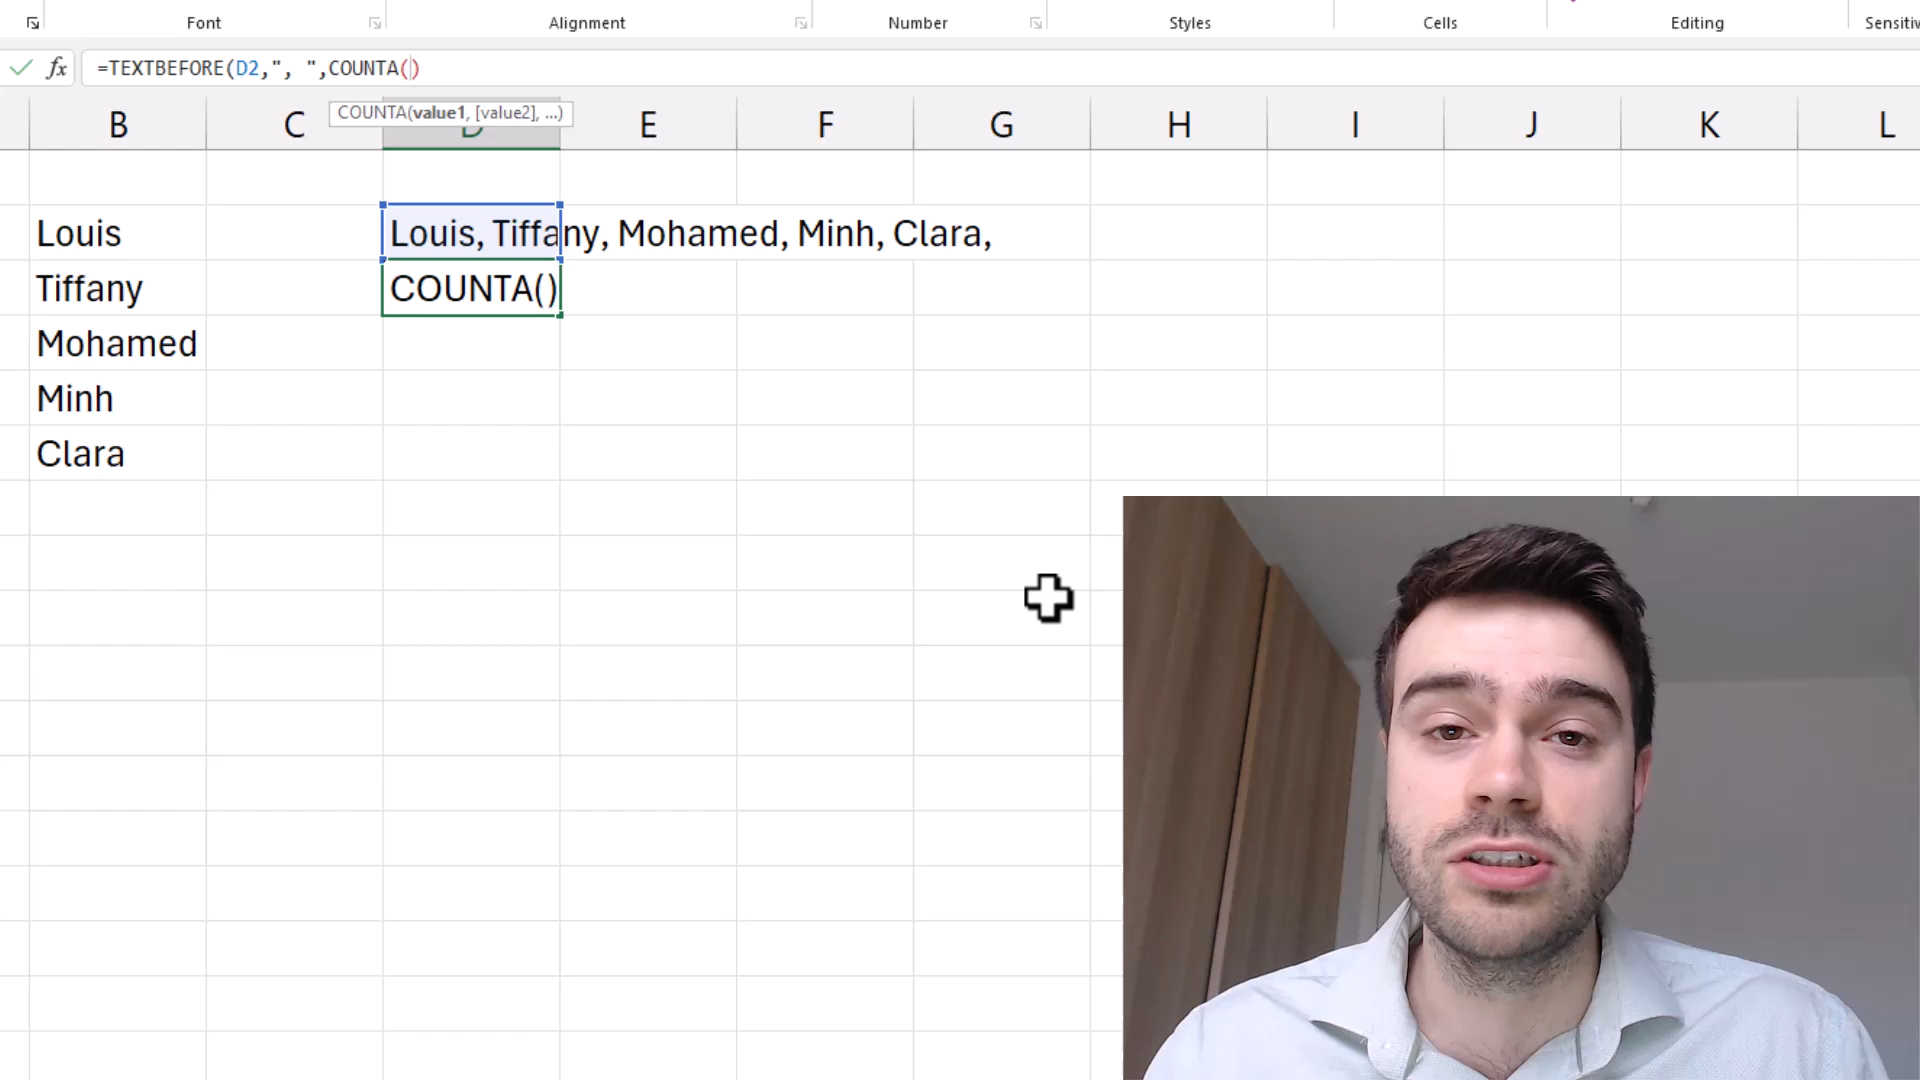 Font Alignment Number Styles Cells Editing Sensitiv
fx =TEXTBEFORE(D2,", ",COUNTA()
COUNTA(value1, [value2], ...)
B C D E F G H I J K L
Louis Louis, Tiffany, Mohamed, Minh, Clara,
Tiffany COUNTA()
Mohamed
Minh
Clara